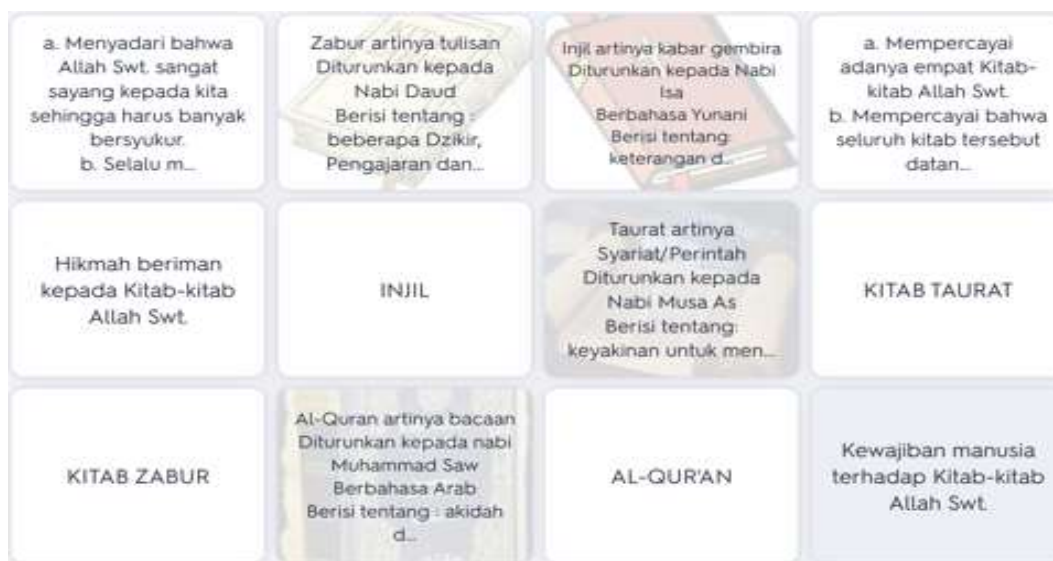 a. Menyadari bahwa
Allah Swt. sangat
sayang kepada kita
sehingga harus banyak
bersyukur.
b. Selalu m...
Zabur artinya tulisan
Diturunkan kepada
Nabi Daud
Berisi tentang :
beberapa Dzikir,
Pengajaran dan...
Injil artinya kabar gembira
Diturunkan kepada Nabi
Isa
Berbahasa Yunani
Berisi tentang:
keterangan d...
a. Mempercayai
adanya empat Kitab-
kitab Allah Swt.
b. Mempercayai bahwa
seluruh kitab tersebut
datan...
Hikmah beriman
kepada Kitab-kitab
Allah Swt.
INJIL
Taurat artinya
Syariat/Perintah
Diturunkan kepada
Nabi Musa As
Berisi tentang:
keyakinan untuk men...
KITAB TAURAT
KITAB ZABUR
Al-Quran artinya bacaan
Diturunkan kepada nabi
Muhammad Saw
Berbahasa Arab
Berisi tentang : akidah
d...
AL-QUR'AN
Kewajiban manusia
terhadap Kitab-kitab
Allah Swt.